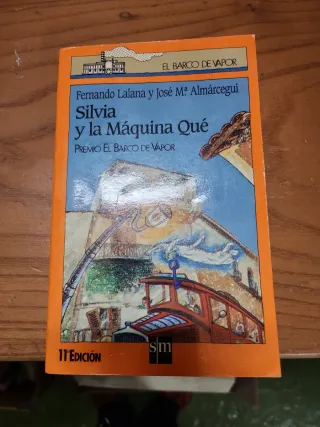 EL BARCO DE VAPOR
Fernando Lalana y José Mª Almárcegui
Silvia
y la Máquina Qué
PREMIO EL BARCO DE VAPOR
11ª EDICIÓN
sm